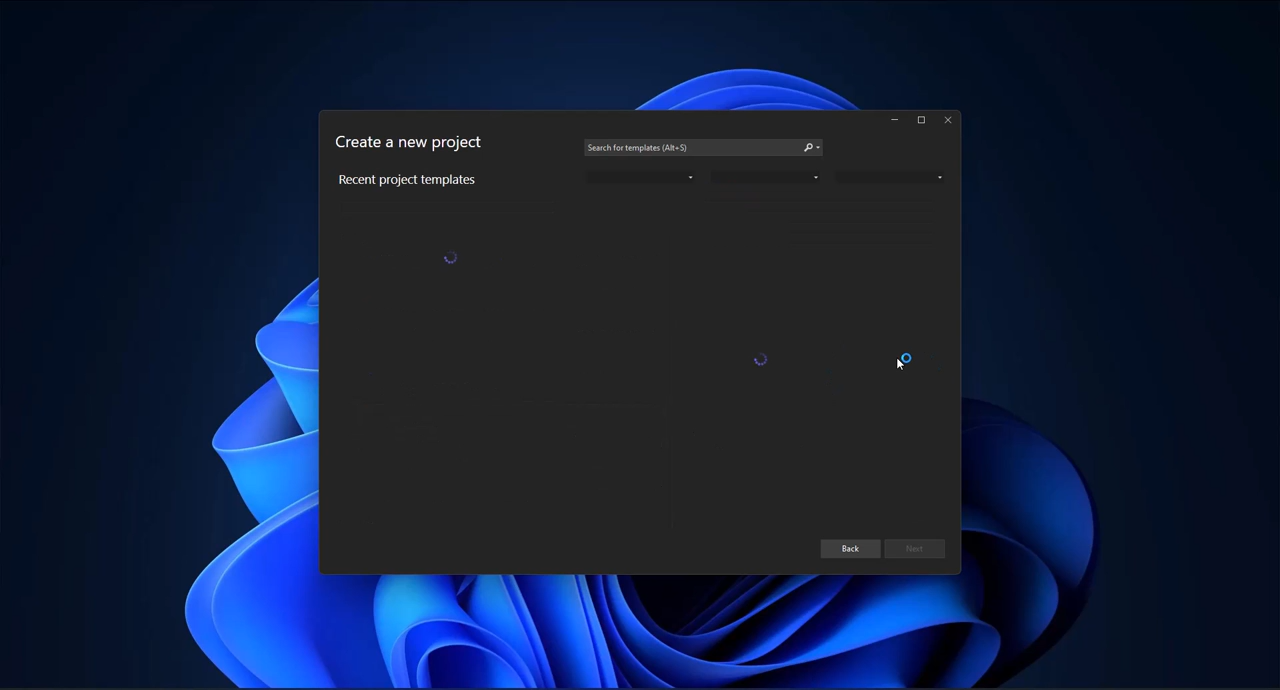 Create a new project
Search for templates (Alt+S)
Recent project templates
Back
Next